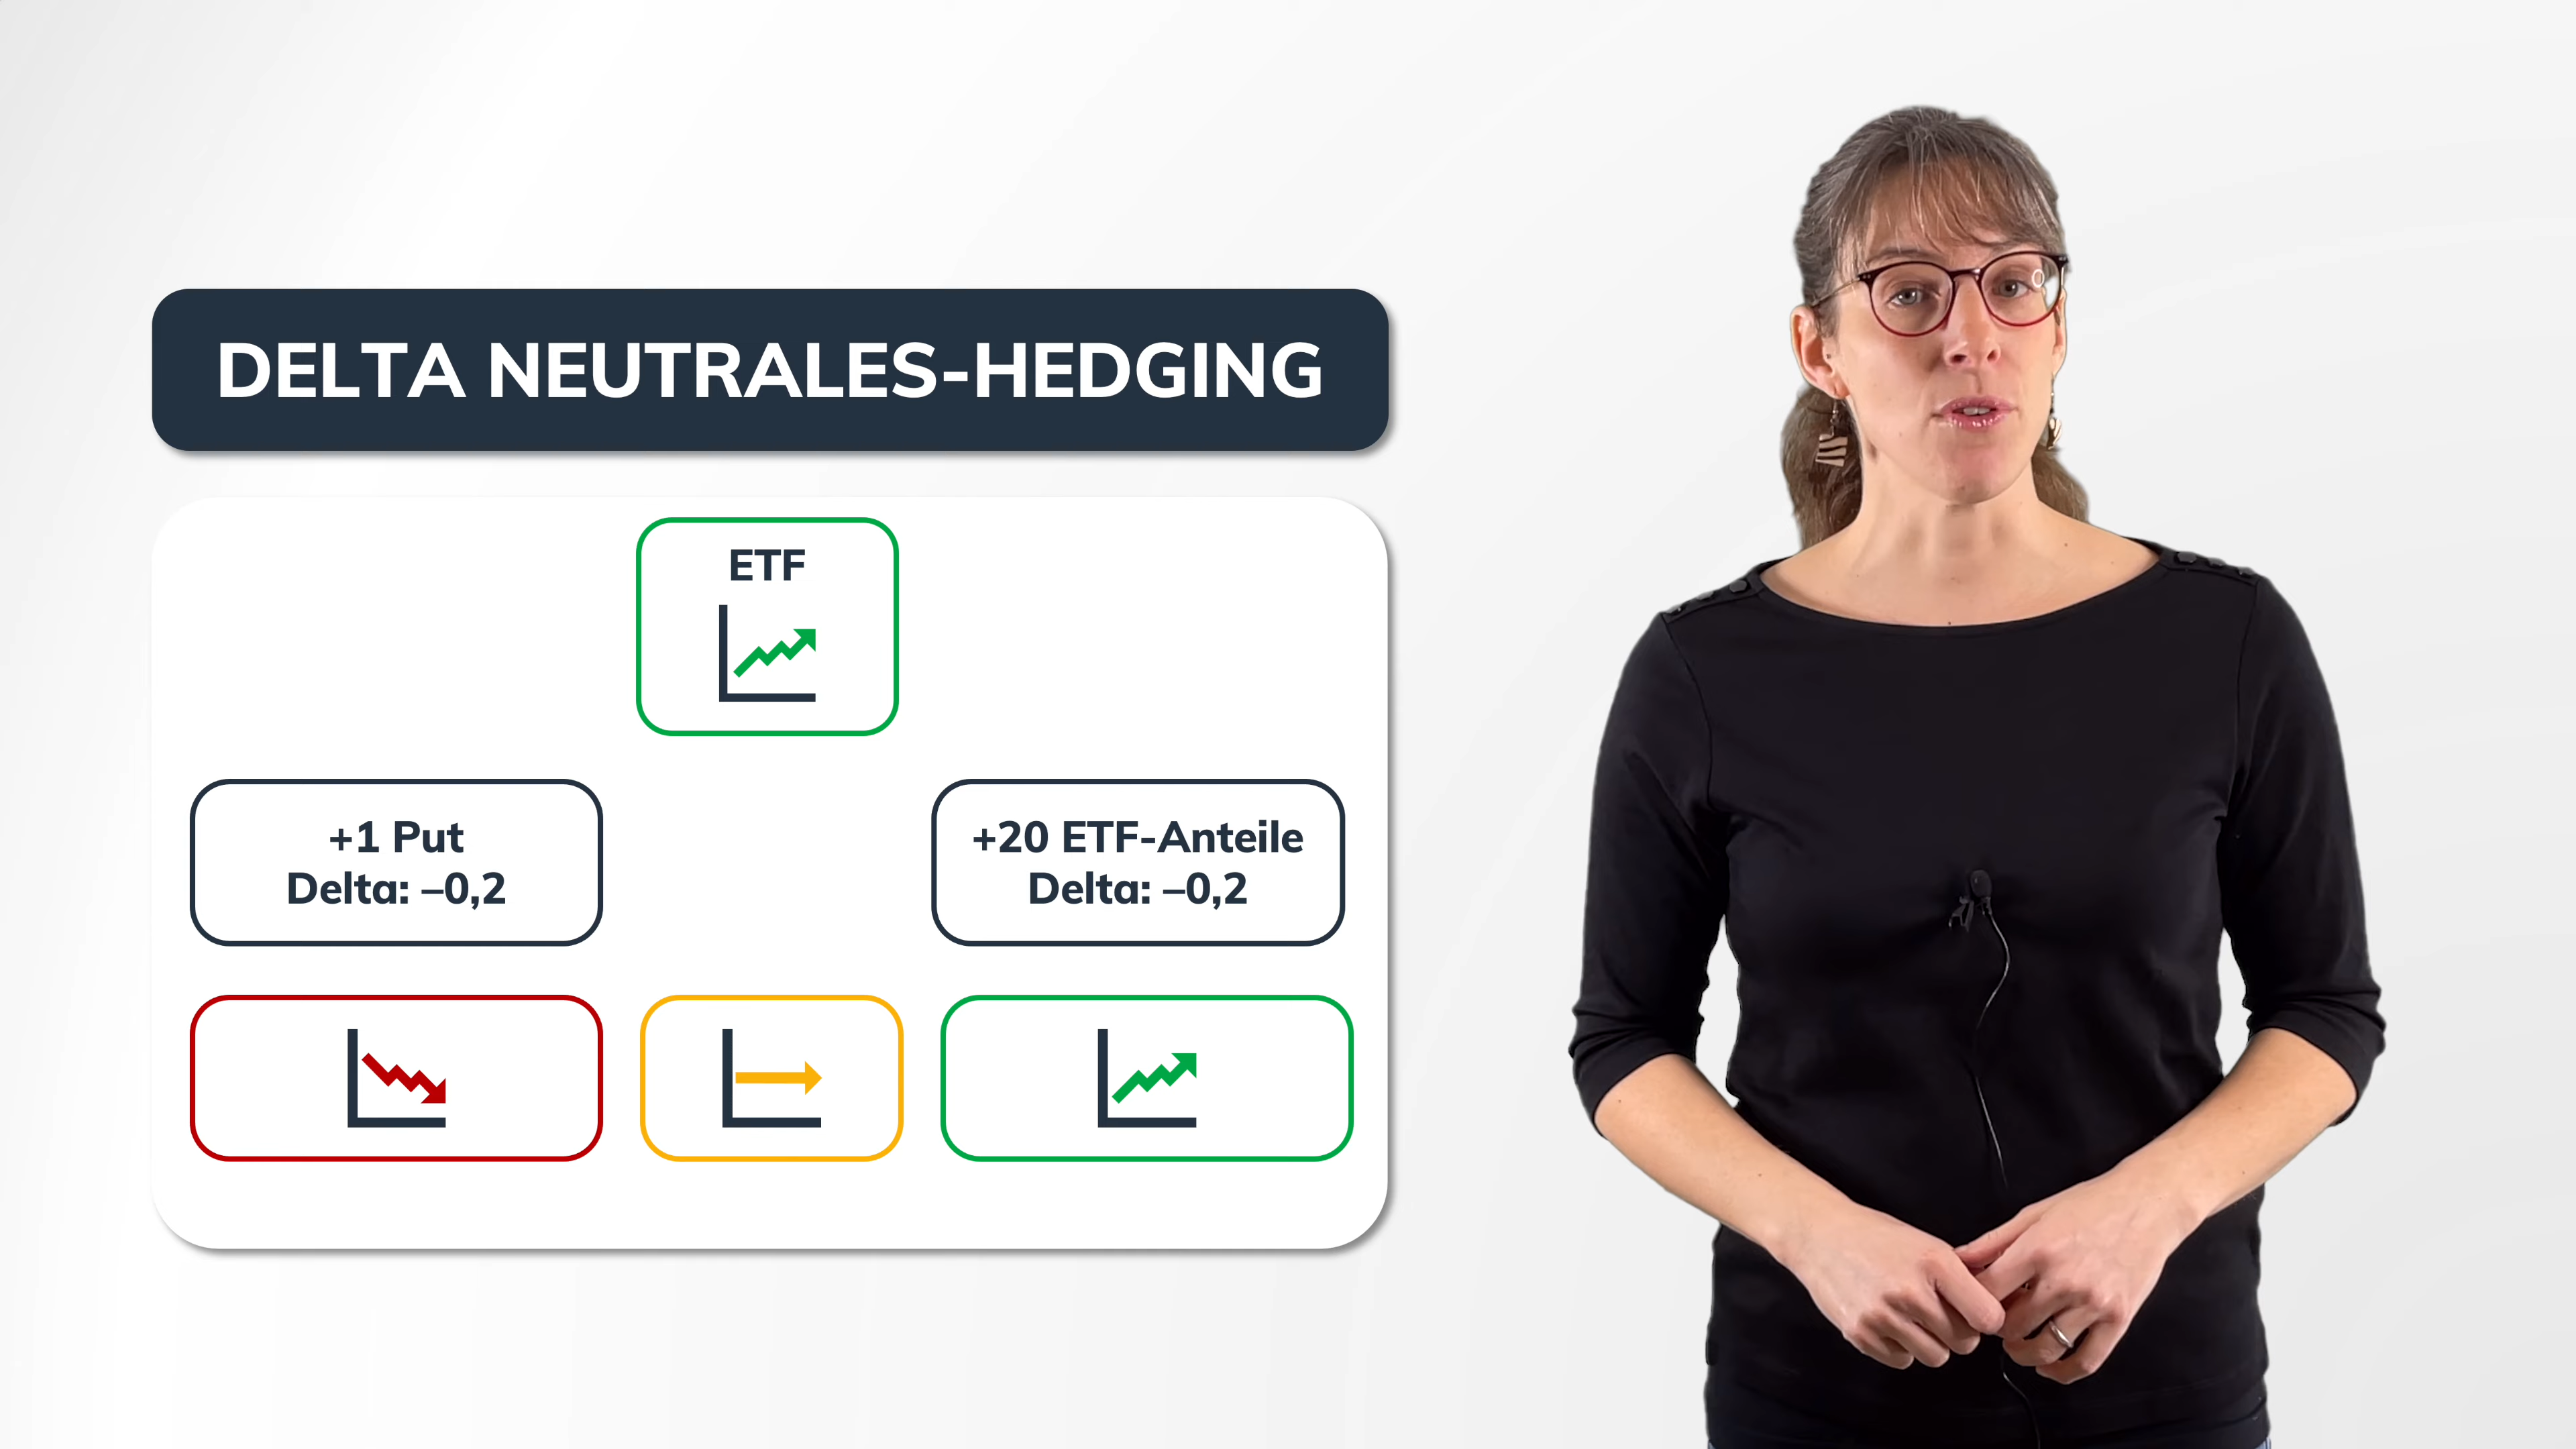 DELTA NEUTRALES-HEDGING
ETF
+1 Put
Delta: –0,2
+20 ETF-Anteile
Delta: –0,2